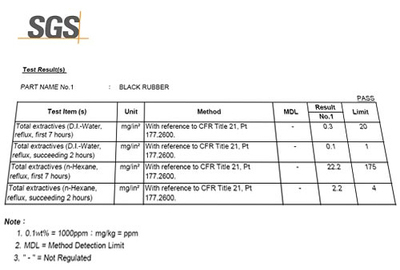 SGS
Test Result(s)
PART NAME No.1 : BLACK RUBBER
PASS
Test Item (s) Unit Method MDL Result No.1 Limit
Total extractives (D.I.-Water, reflux, first 7 hours) mg/in² With reference to CFR Title 21, Pt 177.2600. - 0.3 20
Total extractives (D.I.-Water, reflux, succeeding 2 hours) mg/in² With reference to CFR Title 21, Pt 177.2600. - 0.1 1
Total extractives (n-Hexane, reflux, first 7 hours) mg/in² With reference to CFR Title 21, Pt 177.2600. - 22.2 175
Total extractives (n-Hexane, reflux, succeeding 2 hours) mg/in² With reference to CFR Title 21, Pt 177.2600. - 2.2 4
Note :
1. 0.1wt% = 1000ppm ; mg/kg = ppm
2. MDL = Method Detection Limit
3. " - " = Not Regulated